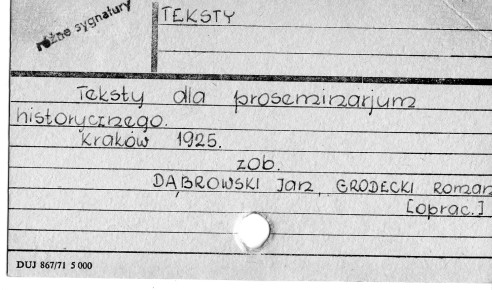 różne sygnatury
TEKSTY
Teksty dla proseminarjum
historycznego.
Kraków 1925.
zob.
DĄBROWSKI Jan, GRODECKI Roman
[oprac.]
DUJ 867/71 5 000